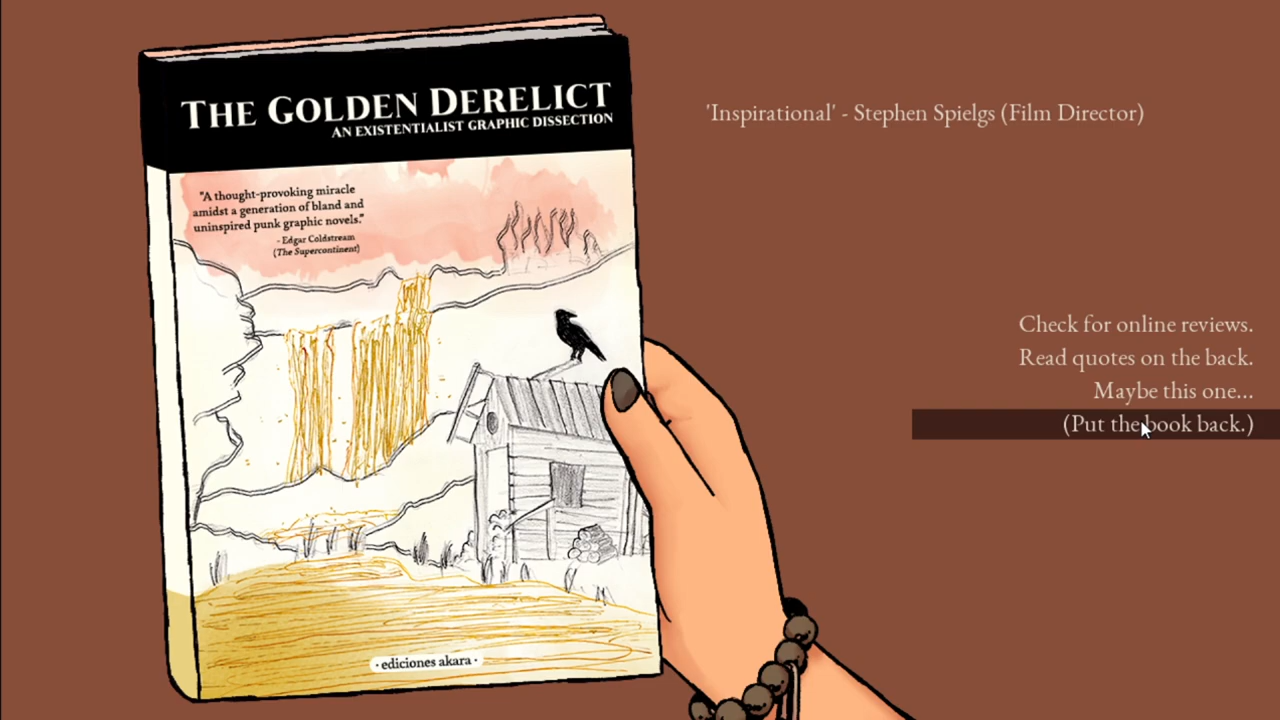 THE GOLDEN DERELICT
AN EXISTENTIALIST GRAPHIC DISSECTION
"A thought-provoking miracle
amidst a generation of bland and
uninspired punk graphic novels."
- Edgar Coldstream
(The Supercontinent)
· ediciones akara ·
'Inspirational' - Stephen Spielgs (Film Director)
Check for online reviews.
Read quotes on the back.
Maybe this one...
(Put the book back.)